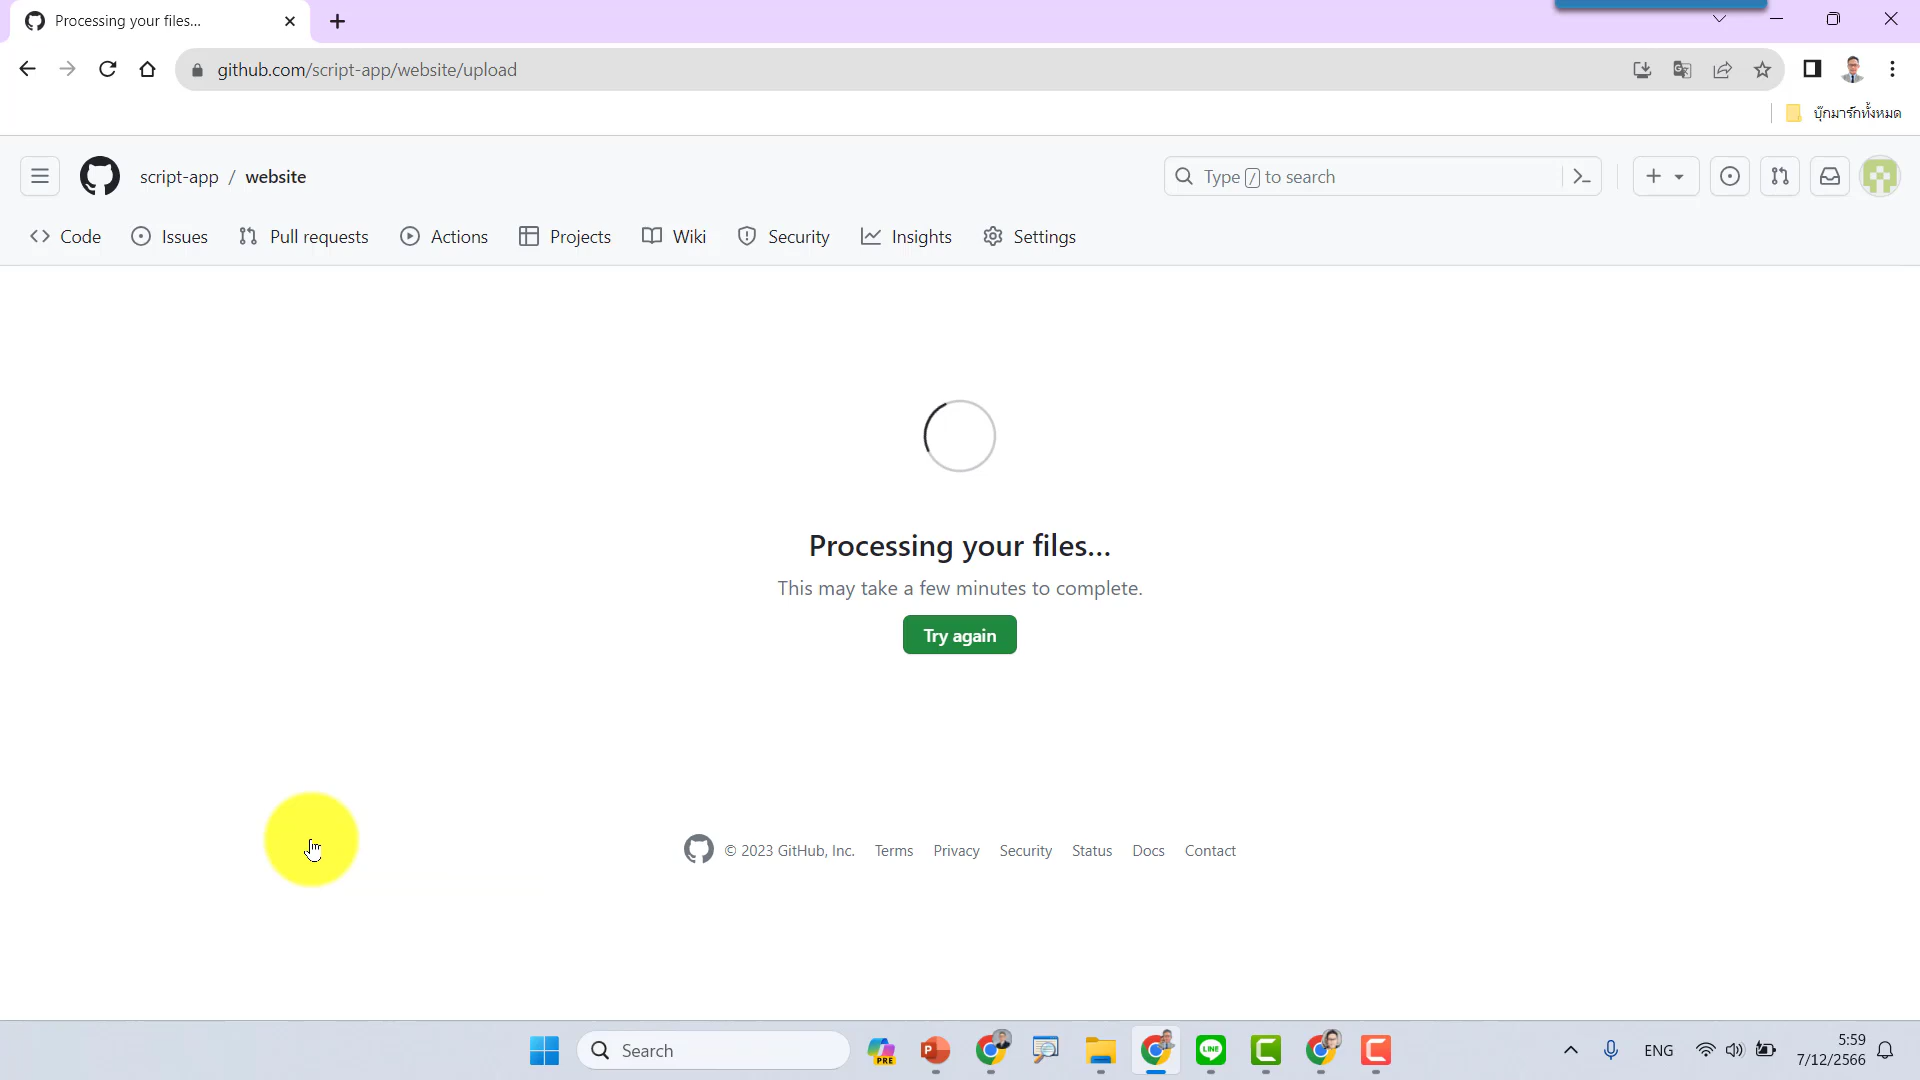 Processing your files...
github.com/script-app/website/upload
บุ๊กมาร์กทั้งหมด
script-app / website
Type / to search
Code Issues Pull requests Actions Projects Wiki Security Insights Settings
Processing your files…
This may take a few minutes to complete.
Try again
© 2023 GitHub, Inc. Terms Privacy Security Status Docs Contact
Search
PRE
P
LINE
ENG
5:59
7/12/2566